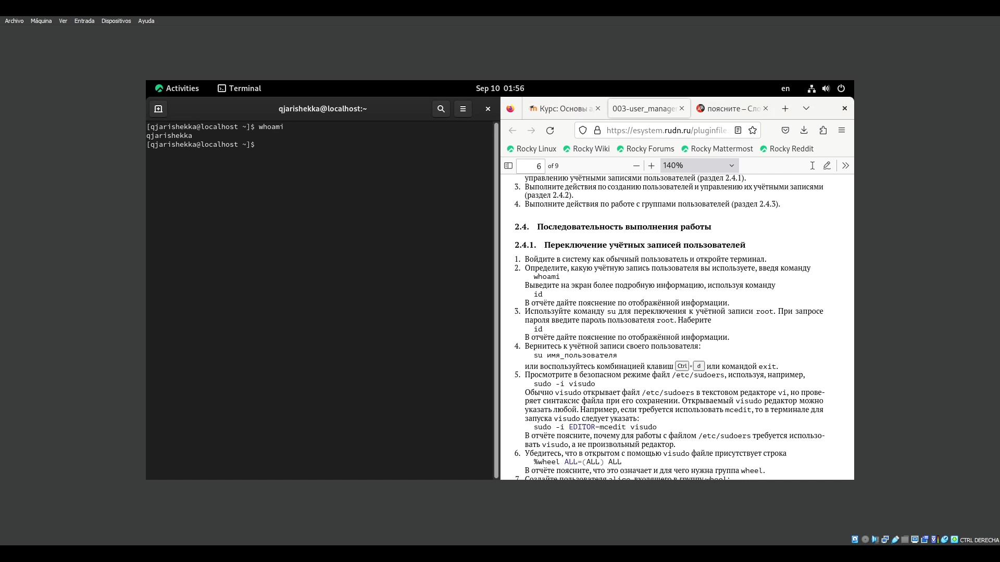 Archivo Máquina Ver Entrada Dispositivos Ayuda
Activities Terminal Sep 10 01:56 en
qjarishekka@localhost:~
[qjarishekka@localhost ~]$ whoami
qjarishekka
[qjarishekka@localhost ~]$
Курс: Основы а 003-user_manager поясните – Сло
https://esystem.rudn.ru/pluginfile.
Rocky Linux Rocky Wiki Rocky Forums Rocky Mattermost Rocky Reddit
6 of 9 140%
управлению учётными записями пользователей (раздел 2.4.1).
3. Выполните действия по созданию пользователей и управлению их учётными записями
(раздел 2.4.2).
4. Выполните действия по работе с группами пользователей (раздел 2.4.3).
2.4. Последовательность выполнения работы
2.4.1. Переключение учётных записей пользователей
1. Войдите в систему как обычный пользователь и откройте терминал.
2. Определите, какую учётную запись пользователя вы используете, введя команду
whoami
Выведите на экран более подробную информацию, используя команду
id
В отчёте дайте пояснение по отображённой информации.
3. Используйте команду su для переключения к учётной записи root. При запросе
пароля введите пароль пользователя root. Наберите
id
В отчёте дайте пояснение по отображённой информации.
4. Вернитесь к учётной записи своего пользователя:
su имя_пользователя
или воспользуйтесь комбинацией клавиш Ctrl + d или командой exit.
5. Просмотрите в безопасном режиме файл /etc/sudoers, используя, например,
sudo -i visudo
Обычно visudo открывает файл /etc/sudoers в текстовом редакторе vi, но прове-
ряет синтаксис файла при его сохранении. Открываемый visudo редактор можно
указать любой. Например, если требуется использовать mcedit, то в терминале для
запуска visudo следует указать:
sudo -i EDITOR=mcedit visudo
В отчёте поясните, почему для работы с файлом /etc/sudoers требуется использо-
вать visudo, а не произвольный редактор.
6. Убедитесь, что в открытом с помощью visudo файле присутствует строка
%wheel ALL=(ALL) ALL
В отчёте поясните, что это означает и для чего нужна группа wheel.
7. Создайте пользователя alice, входящего в группу wheel:
CTRL DERECHA